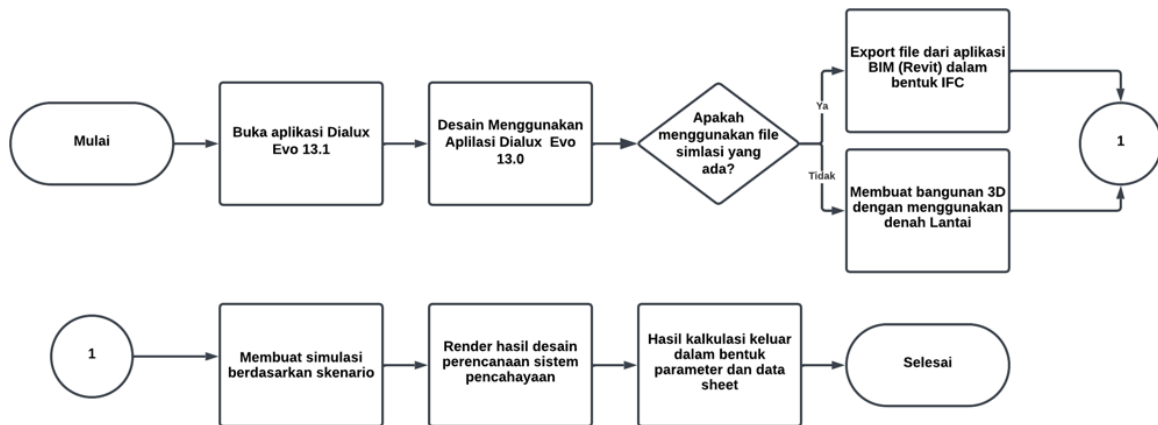 Mulai
Buka aplikasi Dialux
Evo 13.1
Desain Menggunakan
Aplilasi Dialux Evo
13.0
Apakah
menggunakan file
simlasi yang
ada?
Ya
Export file dari aplikasi
BIM (Revit) dalam
bentuk IFC
Tidak
Membuat bangunan 3D
dengan menggunakan
denah Lantai
1
1
Membuat simulasi
berdasarkan skenario
Render hasil desain
perencanaan sistem
pencahayaan
Hasil kalkulasi keluar
dalam bentuk
parameter dan data
sheet
Selesai